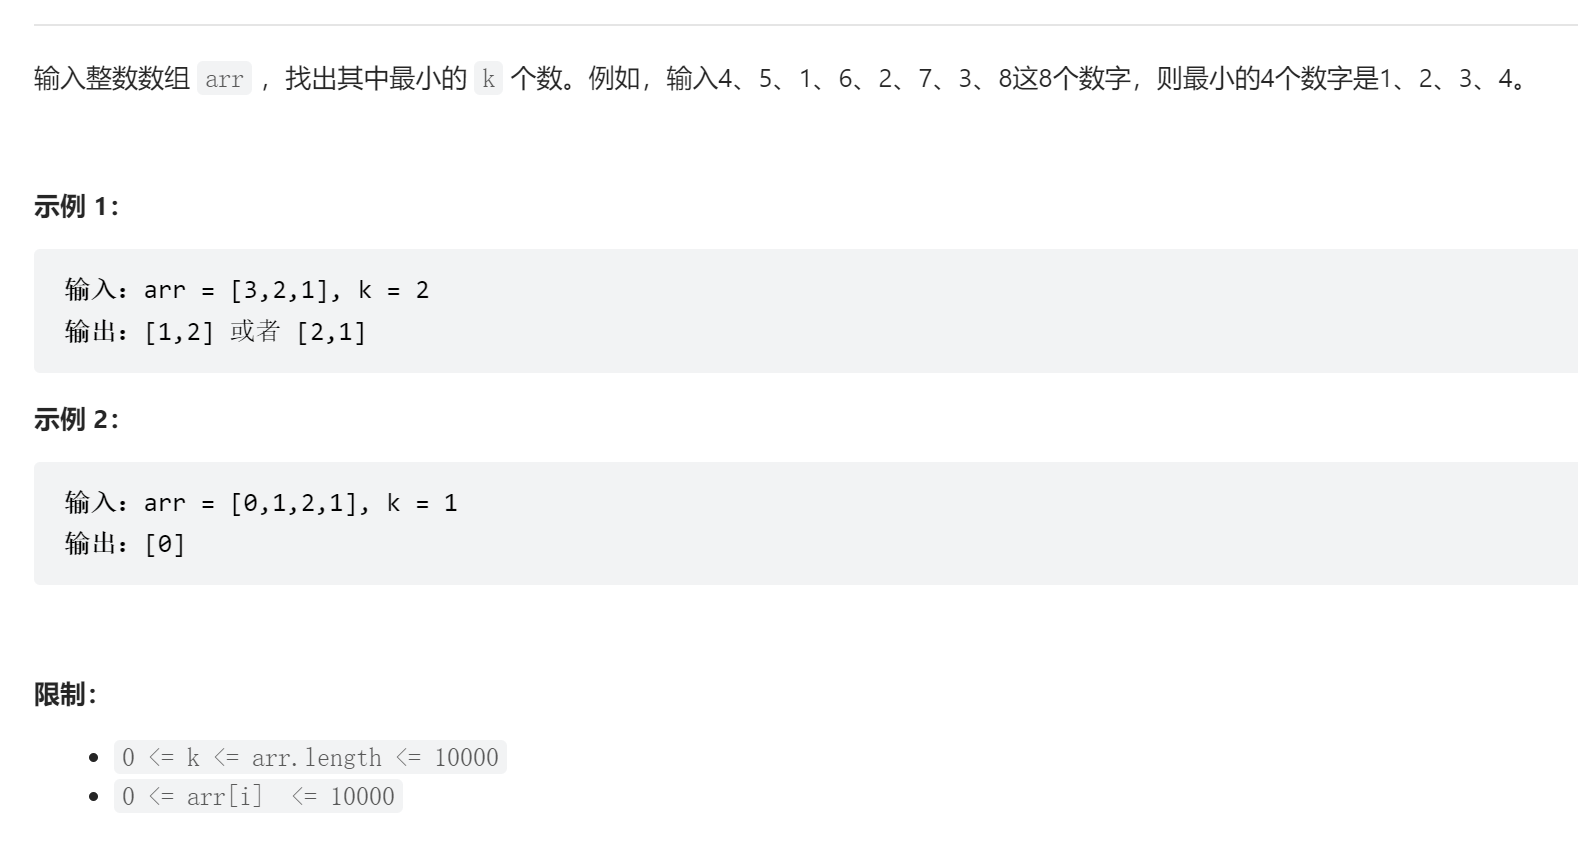 输入整数数组 arr ，找出其中最小的 k 个数。例如，输入4、5、1、6、2、7、3、8这8个数字，则最小的4个数字是1、2、3、4。
示例 1：
输入：arr = [3,2,1], k = 2
输出：[1,2] 或者 [2,1]
示例 2：
输入：arr = [0,1,2,1], k = 1
输出：[0]
限制：
0 <= k <= arr.length <= 10000
0 <= arr[i]  <= 10000